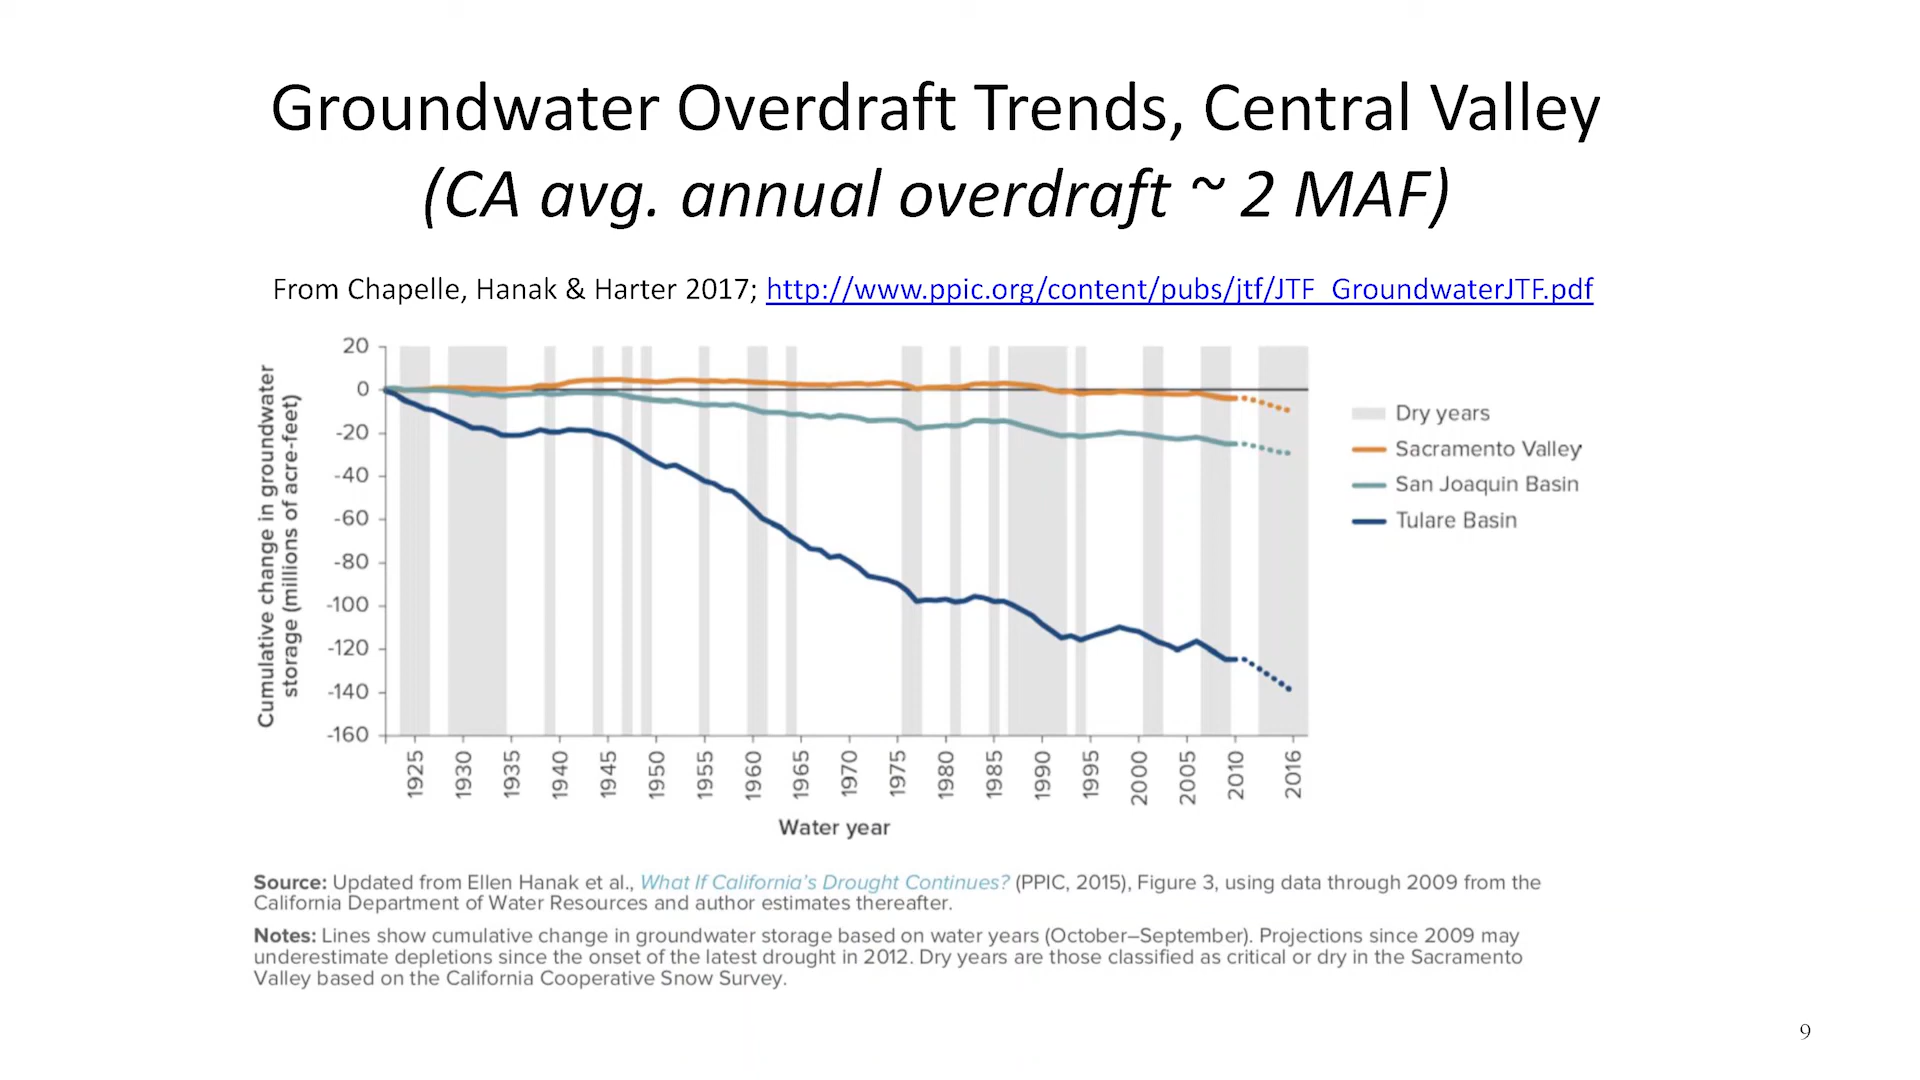 Groundwater Overdraft Trends, Central Valley
(CA avg. annual overdraft ~ 2 MAF)
From Chapelle, Hanak & Harter 2017; http://www.ppic.org/content/pubs/jtf/JTF_GroundwaterJTF.pdf
Cumulative change in groundwater
storage (millions of acre-feet)
20
0
-20
-40
-60
-80
-100
-120
-140
-160
1925
1930
1935
1940
1945
1950
1955
1960
1965
1970
1975
1980
1985
1990
1995
2000
2005
2010
2016
Water year
Dry years
Sacramento Valley
San Joaquin Basin
Tulare Basin
Source: Updated from Ellen Hanak et al., What If California's Drought Continues? (PPIC, 2015), Figure 3, using data through 2009 from the
California Department of Water Resources and author estimates thereafter.
Notes: Lines show cumulative change in groundwater storage based on water years (October–September). Projections since 2009 may
underestimate depletions since the onset of the latest drought in 2012. Dry years are those classified as critical or dry in the Sacramento
Valley based on the California Cooperative Snow Survey.
9